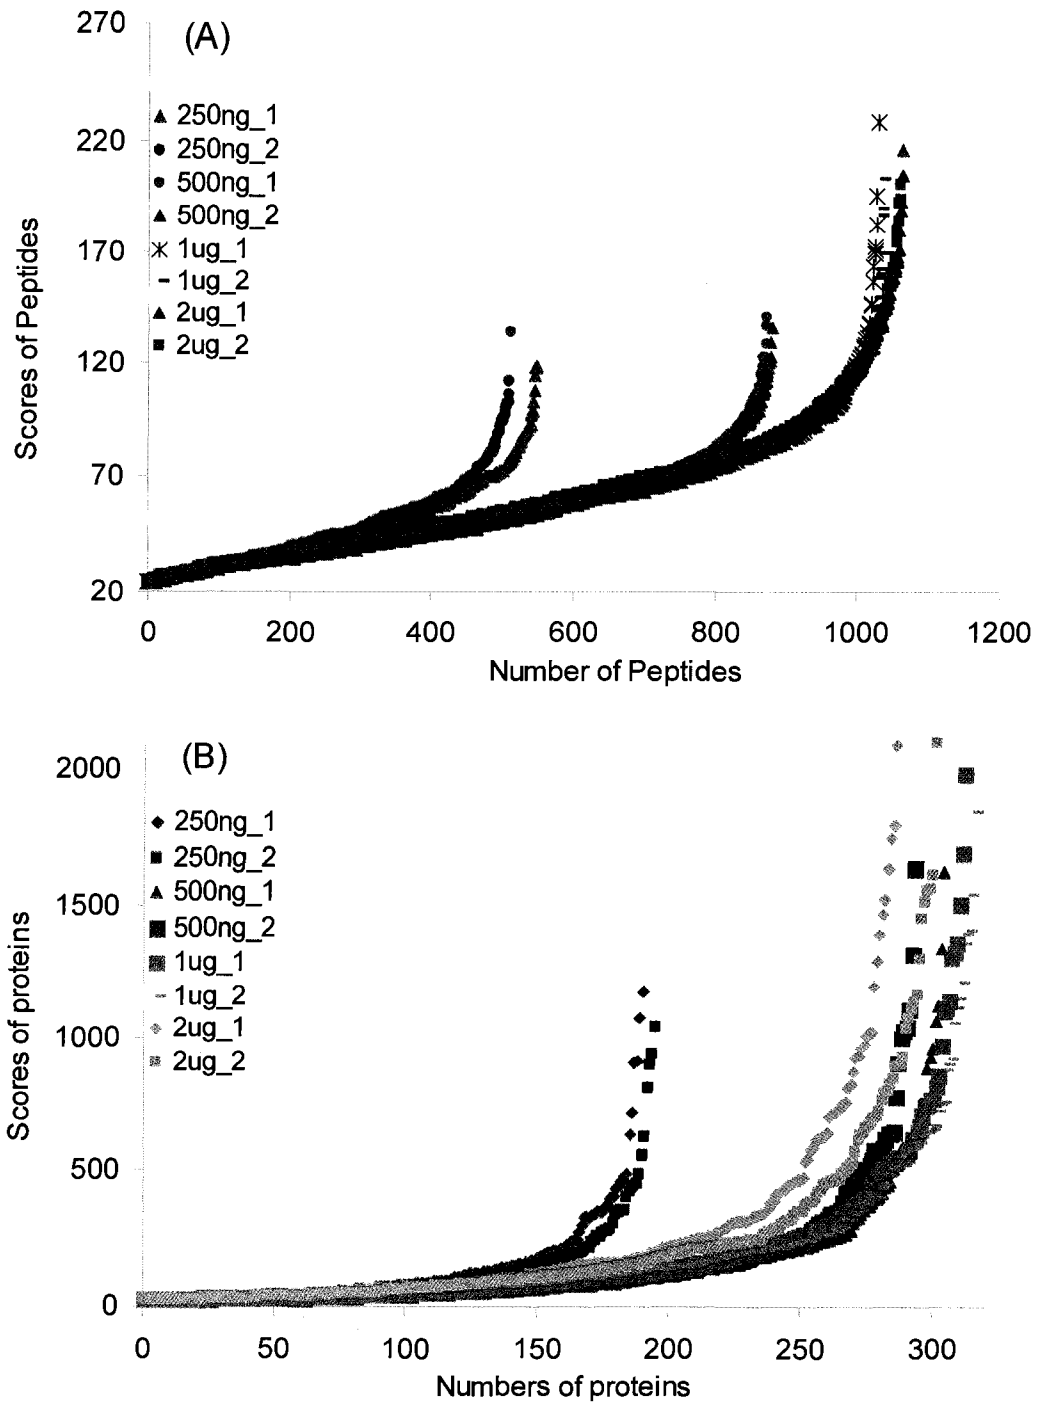 (A)
270
220
170
120
70
20
Scores of Peptides
250ng_1
250ng_2
500ng_1
500ng_2
1ug_1
1ug_2
2ug_1
2ug_2
0 200 400 600 800 1000 1200
Number of Peptides
(B)
2000
1500
1000
500
0
Scores of proteins
250ng_1
250ng_2
500ng_1
500ng_2
1ug_1
1ug_2
2ug_1
2ug_2
0 50 100 150 200 250 300
Numbers of proteins